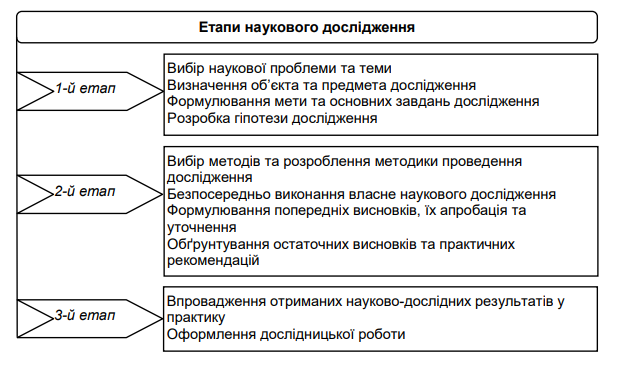 Етапи наукового дослідження
1-й етап
Вибір наукової проблеми та теми
Визначення об’єкта та предмета дослідження
Формулювання мети та основних завдань дослідження
Розробка гіпотези дослідження
2-й етап
Вибір методів та розроблення методики проведення
дослідження
Безпосередньо виконання власне наукового дослідження
Формулювання попередніх висновків, їх апробація та
уточнення
Обґрунтування остаточних висновків та практичних
рекомендацій
3-й етап
Впровадження отриманих науково-дослідних результатів у
практику
Оформлення дослідницької роботи